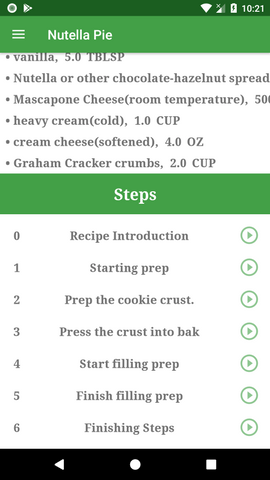 10:21
Nutella Pie
• vanilla, 5.0 TBLSP
• Nutella or other chocolate-hazelnut spread
• Mascapone Cheese(room temperature), 500
• heavy cream(cold), 1.0 CUP
• cream cheese(softened), 4.0 OZ
• Graham Cracker crumbs, 2.0 CUP
Steps
0 Recipe Introduction
1 Starting prep
2 Prep the cookie crust.
3 Press the crust into bak
4 Start filling prep
5 Finish filling prep
6 Finishing Steps